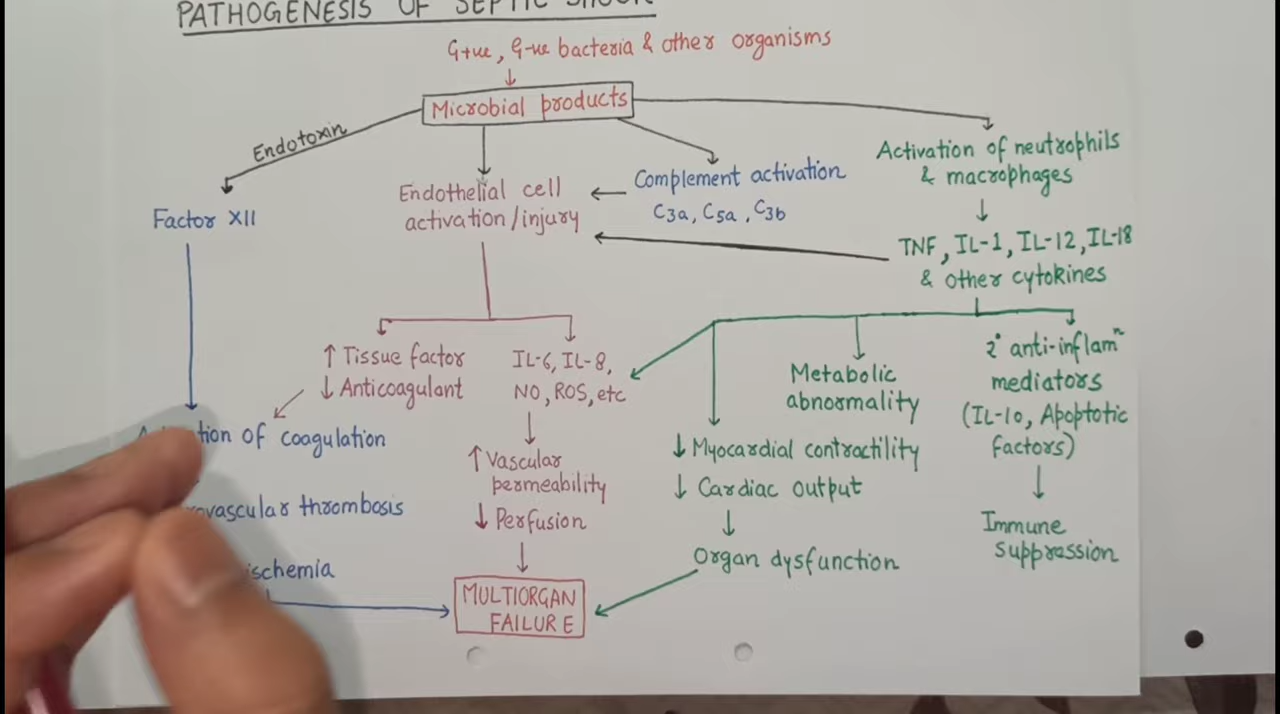 PATHOGENESIS OF SEPTIC SHOCK
G+ve, G-ve bacteria & other organisms
Microbial products
Endotoxin
Factor XII
Endothelial cell
activation/injury
Complement activation
C3a, C5a, C3b
Activation of neutrophils
& macrophages
TNF, IL-1, IL-12, IL-18
& other cytokines
↑ Tissue factor
↓ Anticoagulant
IL-6, IL-8,
NO, ROS, etc
Metabolic
abnormality
2° anti-inflamⁿ
mediators
(IL-10, Apoptotic
factors)
of coagulation
thrombosis
ischemia
↑ Vascular
permeability
↓ Perfusion
↓ Myocardial contractility
↓ Cardiac output
Organ dysfunction
Immune
suppression
MULTIORGAN
FAILURE